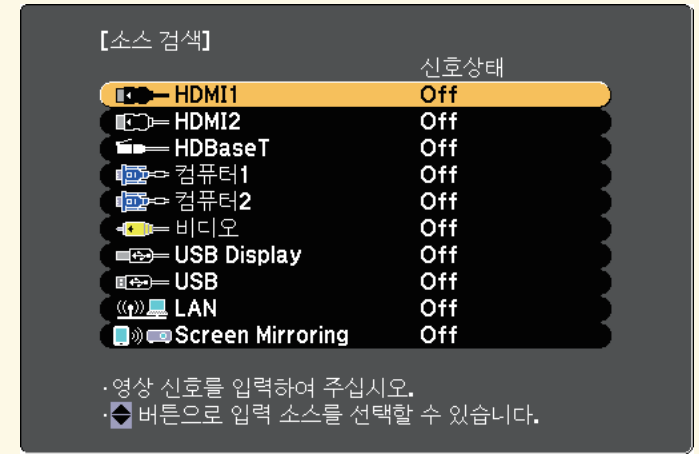 [소스 검색]
신호상태
HDMI1 Off
HDMI2 Off
HDBaseT Off
컴퓨터1 Off
컴퓨터2 Off
비디오 Off
USB Display Off
USB Off
LAN Off
Screen Mirroring Off
·영상 신호를 입력하여 주십시오.
·버튼으로 입력 소스를 선택할 수 있습니다.